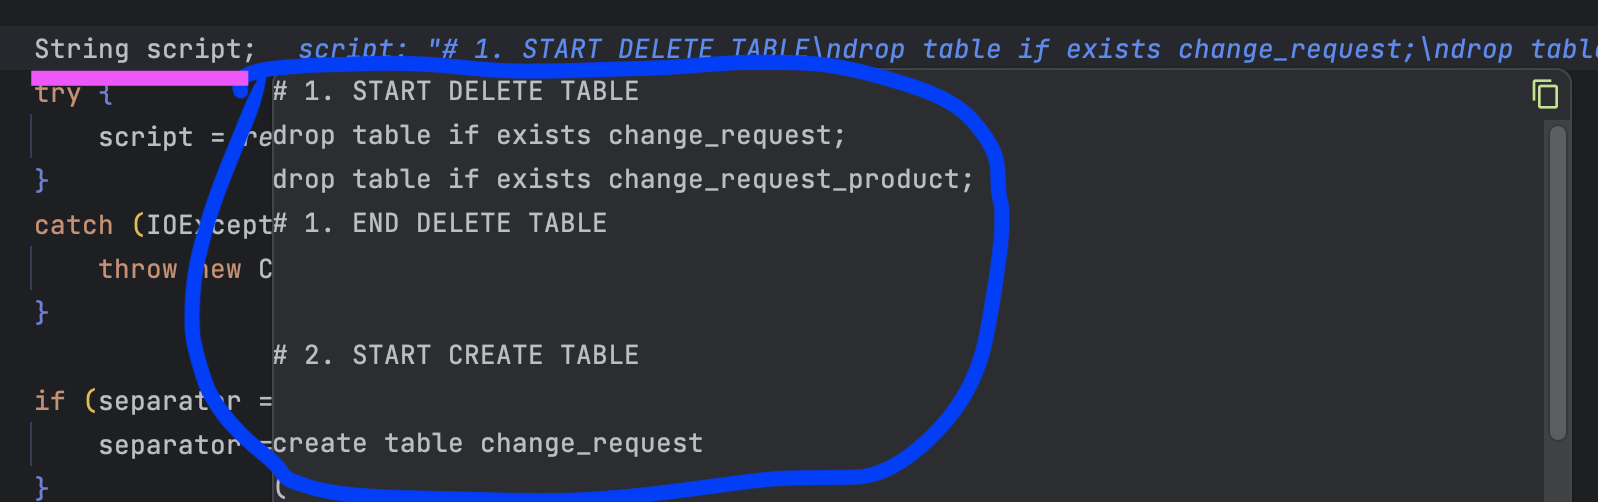 String script;   script: "# 1. START DELETE TABLE\ndrop table if exists change_request;\ndrop table
# 1. START DELETE TABLE
try {
drop table if exists change_request;
script = re
drop table if exists change_request_product;
}
# 1. END DELETE TABLE
catch (IOExcept
throw new C
}
# 2. START CREATE TABLE
if (separator =
create table change_request
separator =
}
(